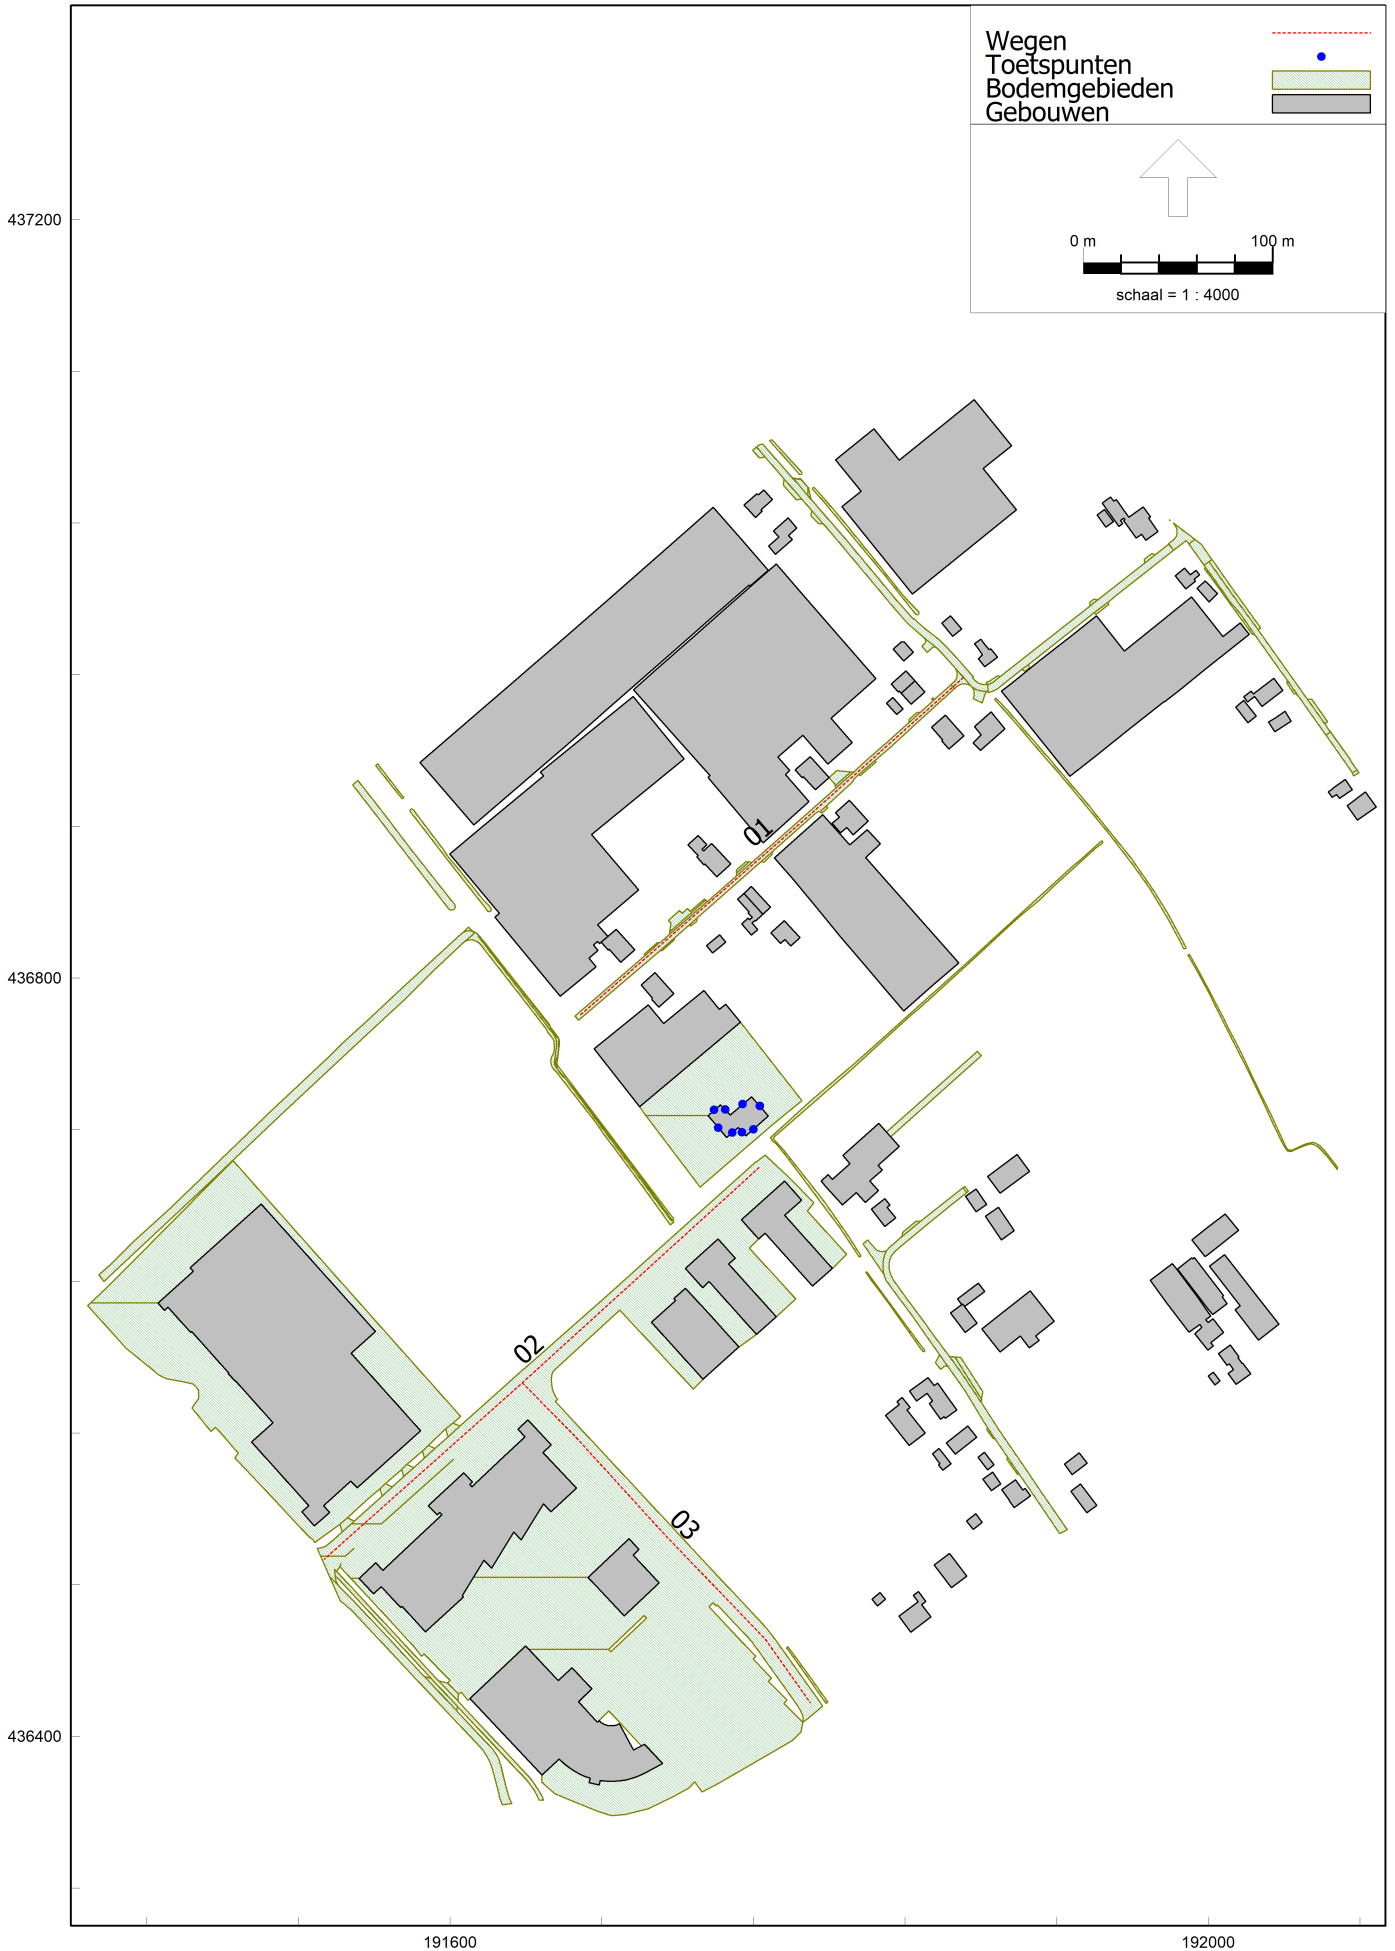 Wegen
Toetspunten
Bodemgebieden
Gebouwen
0 m 100 m
schaal = 1 : 4000
437200
01
436800
02
03
436400
191600 192000